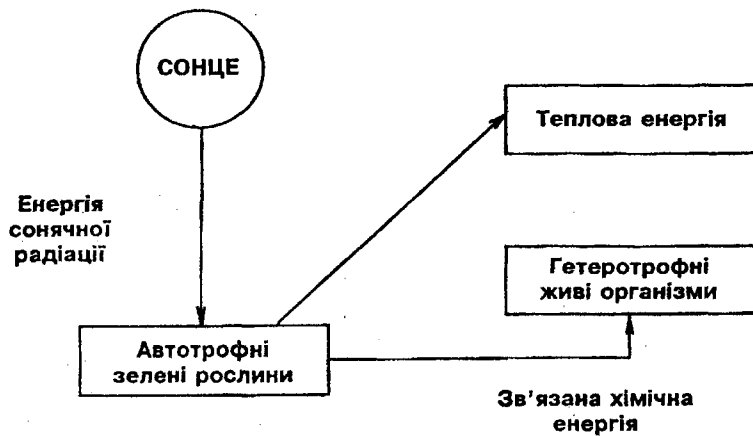 СОНЦЕ
Теплова енергія
Енергія
сонячної
радіації
Гетеротрофні
живі організми
Автотрофні
зелені рослини
Зв'язана хімічна
енергія